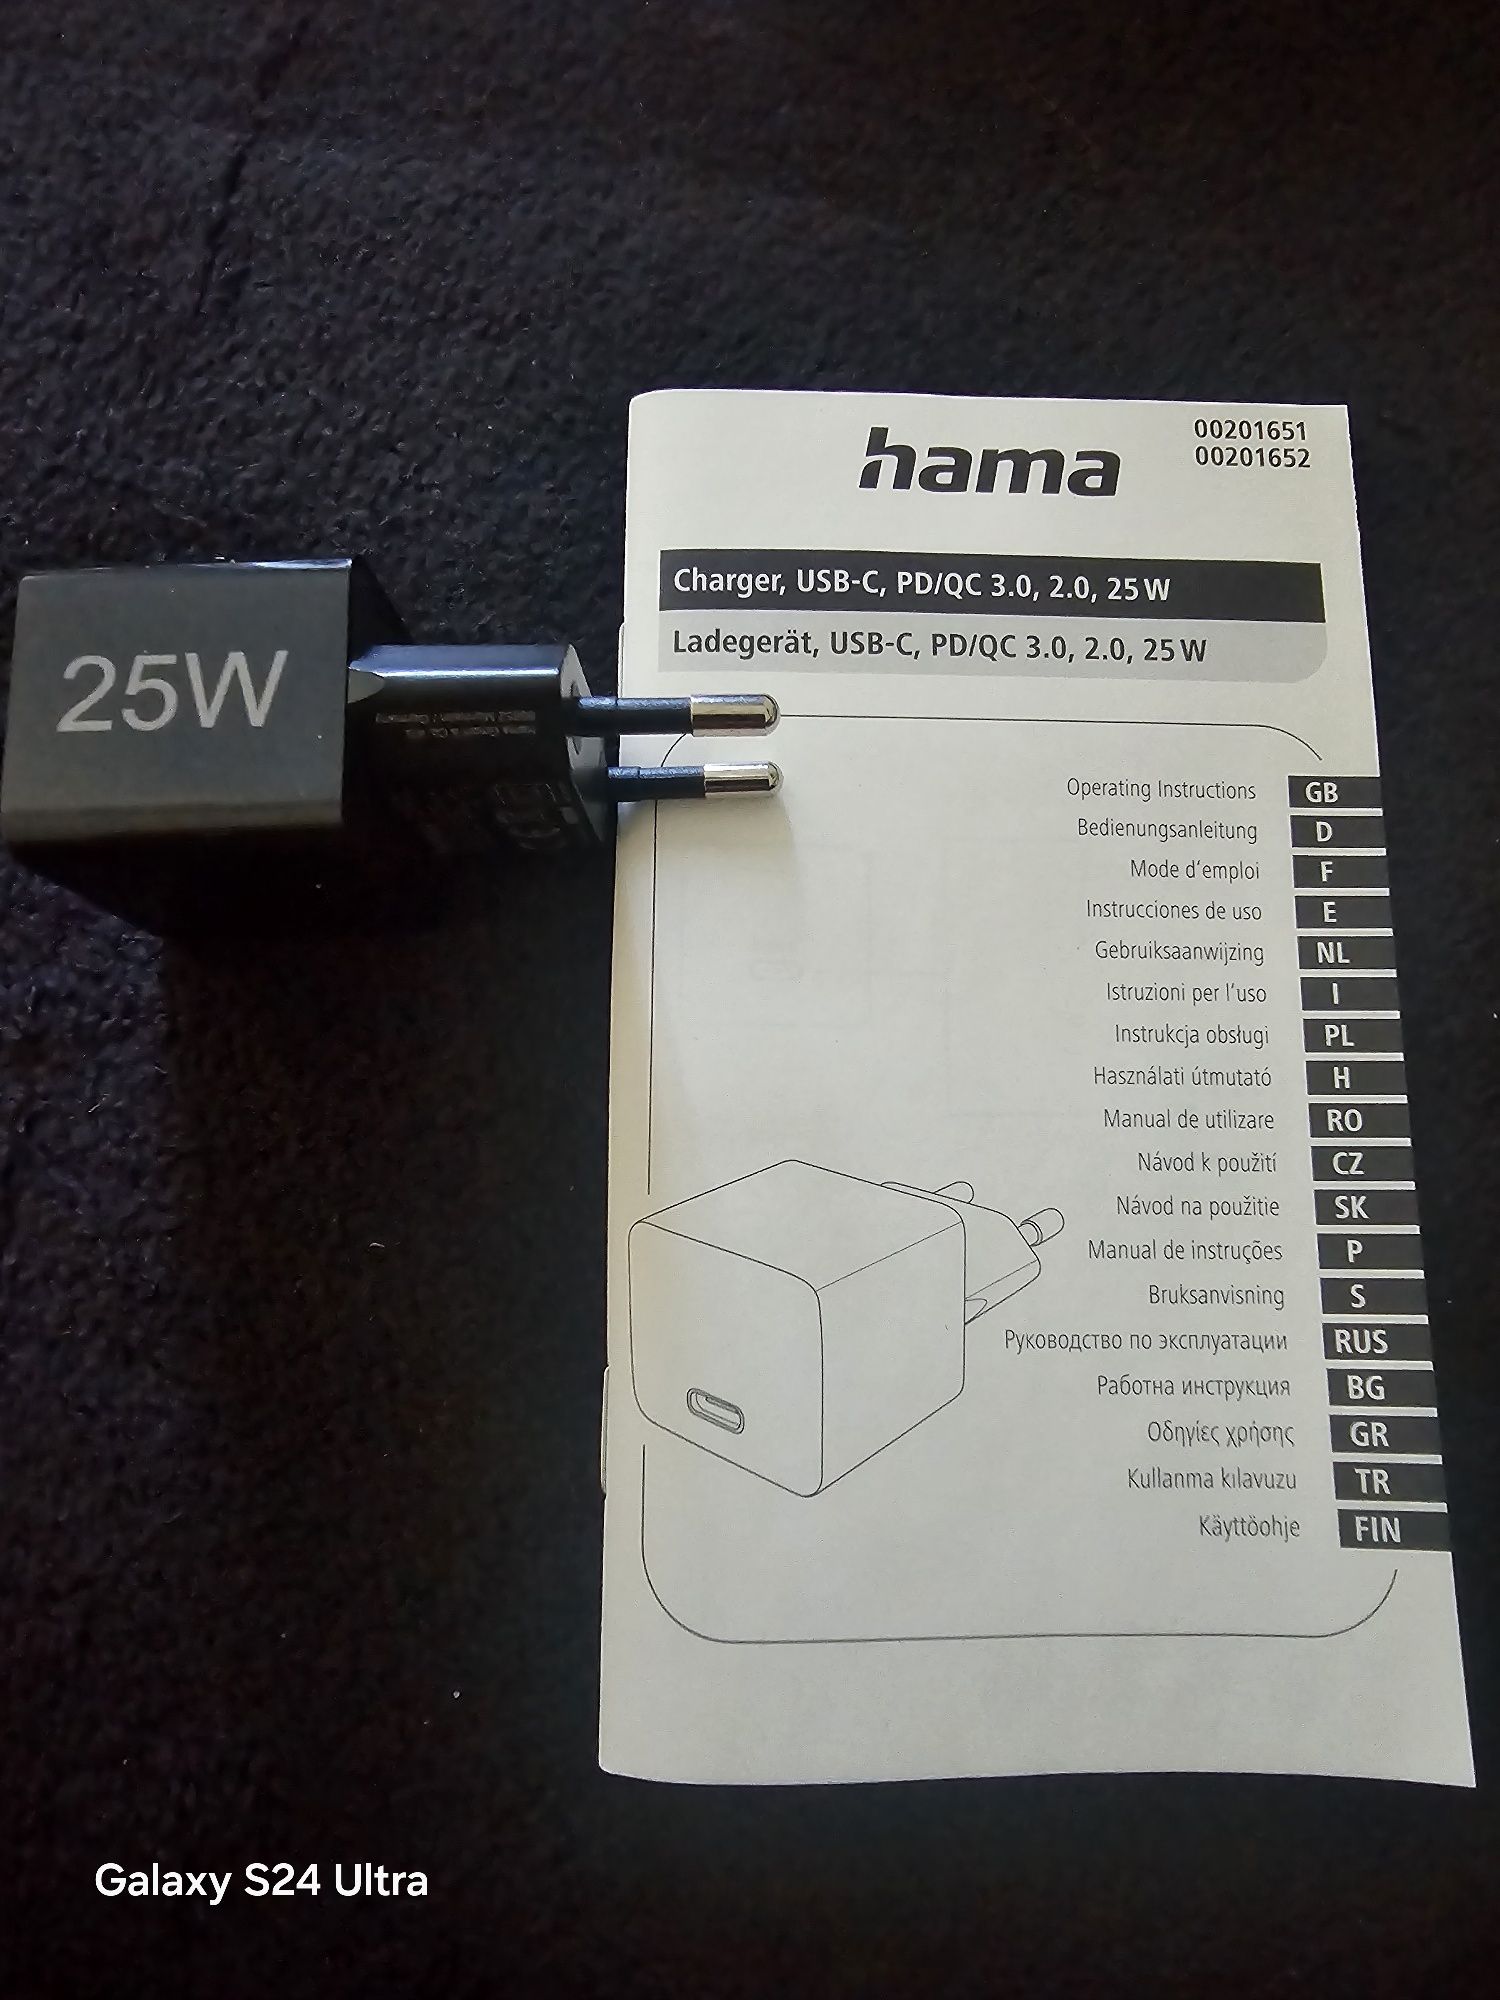 hama
00201651
00201652
Charger, USB-C, PD/QC 3.0, 2.0, 25 W
Ladegerät, USB-C, PD/QC 3.0, 2.0, 25 W
25W
Operating Instructions GB
Bedienungsanleitung D
Mode d'emploi F
Instrucciones de uso E
Gebruiksaanwijzing NL
Istruzioni per l'uso I
Instrukcja obsługi PL
Használati útmutató H
Manual de utilizare RO
Návod k použití CZ
Návod na použitie SK
Manual de instruções P
Bruksanvisning S
Руководство по эксплуатации RUS
Работна инструкция BG
Οδηγίες χρήσης GR
Kullanma kılavuzu TR
Käyttöohje FIN
Galaxy S24 Ultra